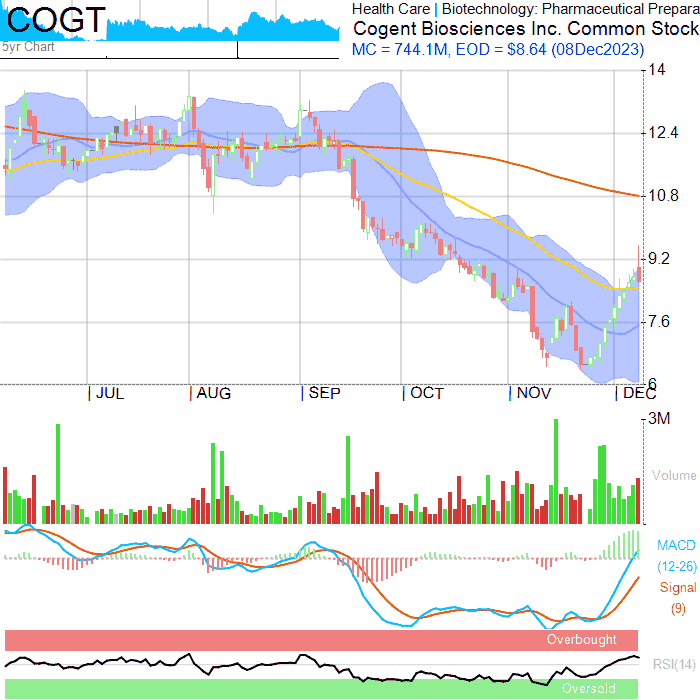 COGT
5yr Chart
Health Care | Biotechnology: Pharmaceutical Prepara
Cogent Biosciences Inc. Common Stock
MC = 744.1M, EOD = $8.64 (08Dec2023)
14
12.4
10.8
9.2
7.6
6
JUL AUG SEP OCT NOV DEC
3M
Volume
MACD
(12-26)
Signal
(9)
Overbought
RSI(14)
Oversold